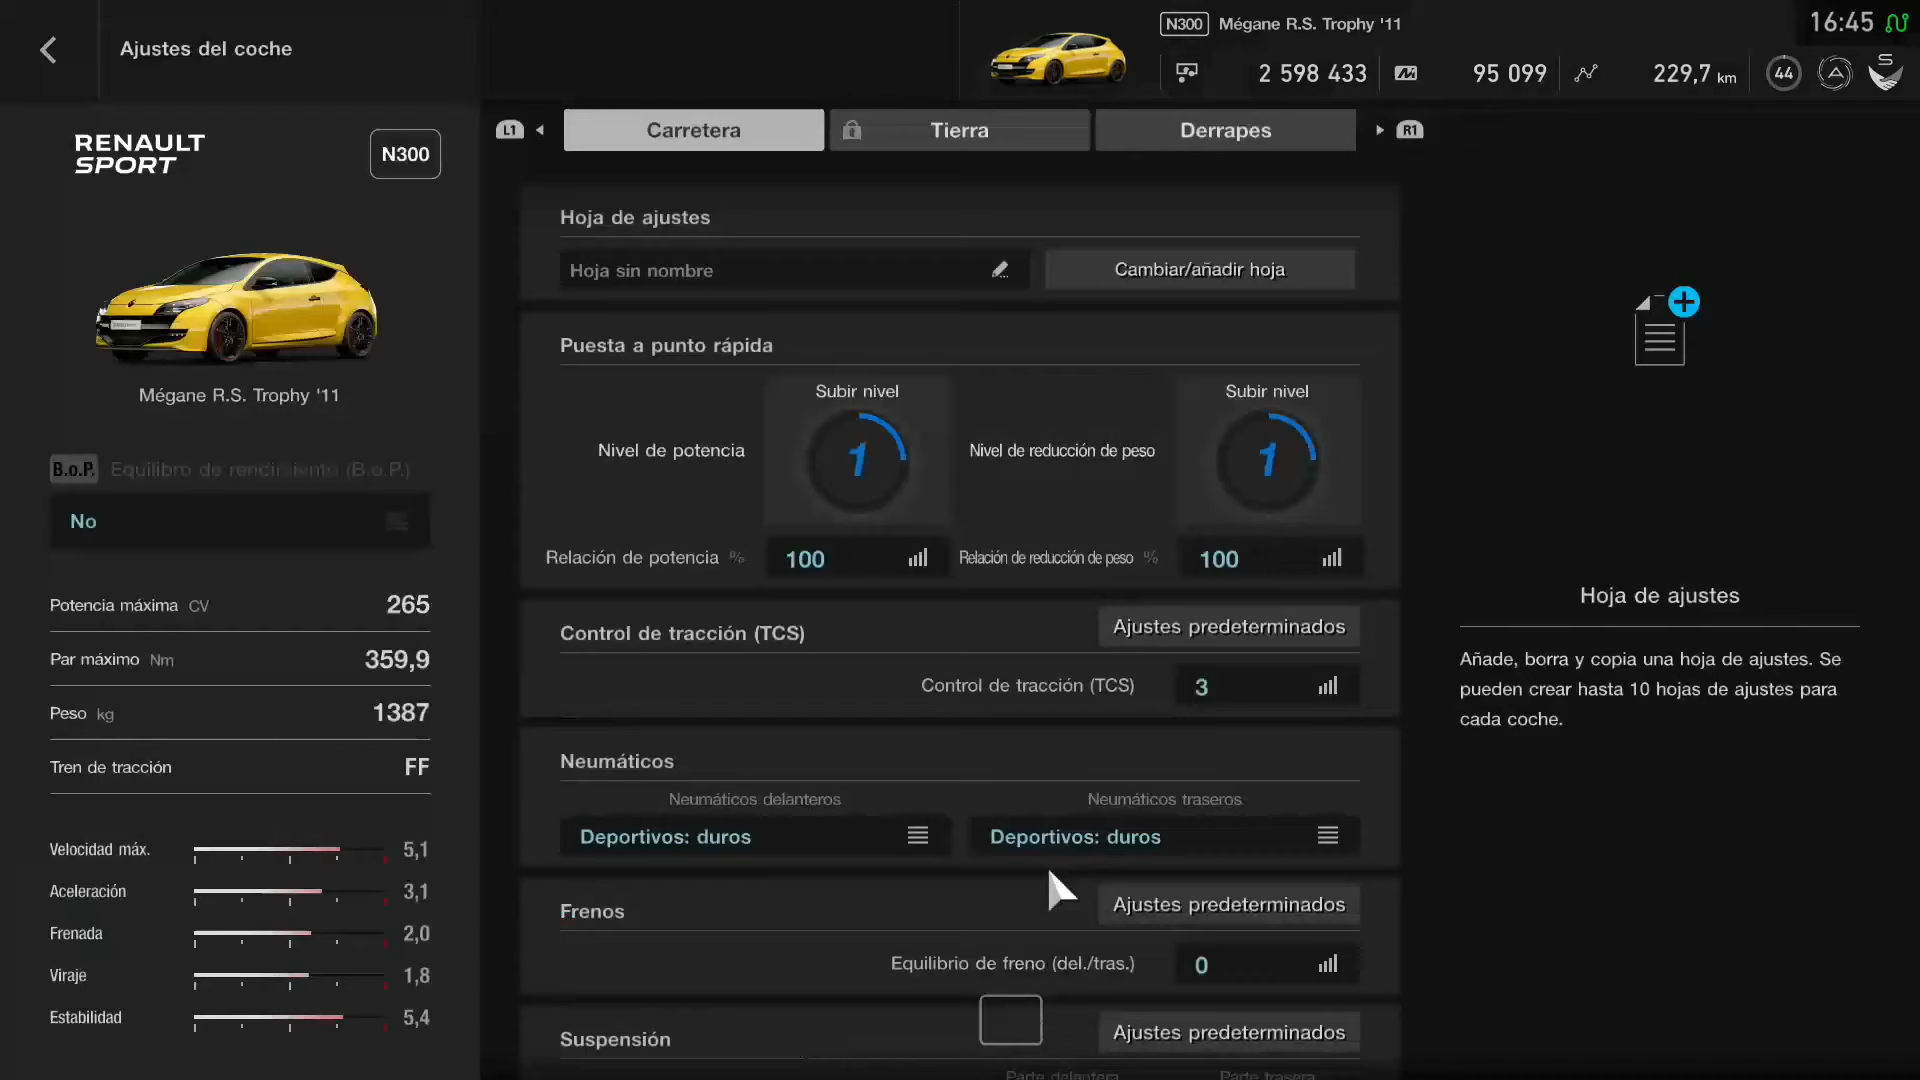 Ajustes del coche
N300 Mégane R.S. Trophy '11
16:45
2 598 433
95 099
229,7 km
44
S
RENAULT
SPORT
N300
Mégane R.S. Trophy '11
B.o.P. Equilibro de rendimiento (B.o.P.)
No
Potencia máxima CV 265
Par máximo Nm 359,9
Peso kg 1387
Tren de tracción FF
Velocidad máx. 5,1
Aceleración 3,1
Frenada 2,0
Viraje 1,8
Estabilidad 5,4
L1 Carretera Tierra Derrapes R1
Hoja de ajustes
Hoja sin nombre
Cambiar/añadir hoja
Puesta a punto rápida
Subir nivel Subir nivel
Nivel de potencia 1 Nivel de reducción de peso 1
Relación de potencia % 100 Relación de reducción de peso % 100
Control de tracción (TCS) Ajustes predeterminados
Control de tracción (TCS) 3
Neumáticos
Neumáticos delanteros Neumáticos traseros
Deportivos: duros Deportivos: duros
Frenos Ajustes predeterminados
Equilibrio de freno (del./tras.) 0
Suspensión Ajustes predeterminados
Parte delantera Parte trasera
Hoja de ajustes
Añade, borra y copia una hoja de ajustes. Se
pueden crear hasta 10 hojas de ajustes para
cada coche.